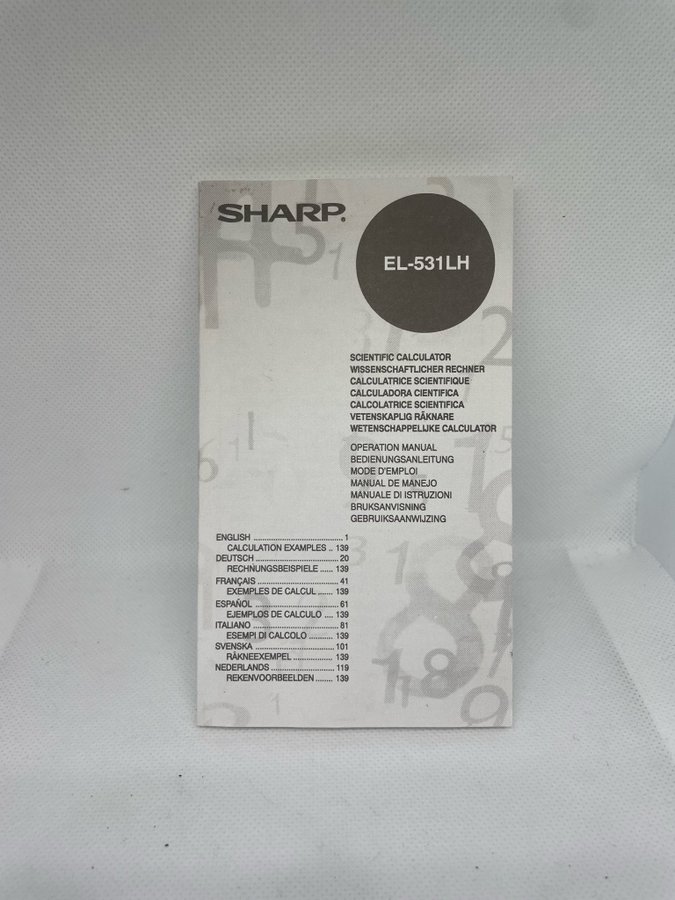 SHARP®
EL-531LH
SCIENTIFIC CALCULATOR
WISSENSCHAFTLICHER RECHNER
CALCULATRICE SCIENTIFIQUE
CALCULADORA CIENTIFICA
CALCOLATRICE SCIENTIFICA
VETENSKAPLIG RÄKNARE
WETENSCHAPPELIJKE CALCULATOR
OPERATION MANUAL
BEDIENUNGSANLEITUNG
MODE D'EMPLOI
MANUAL DE MANEJO
MANUALE DI ISTRUZIONI
BRUKSANVISNING
GEBRUIKSAANWIJZING
ENGLISH ........................................ 1
CALCULATION EXAMPLES .. 139
DEUTSCH .................................... 20
RECHNUNGSBEISPIELE ...... 139
FRANÇAIS ................................... 41
EXEMPLES DE CALCUL ....... 139
ESPAÑOL .................................... 61
EJEMPLOS DE CALCULO .... 139
ITALIANO ..................................... 81
ESEMPI DI CALCOLO ........... 139
SVENSKA .................................. 101
RÄKNEEXEMPEL ................. 139
NEDERLANDS ........................... 119
REKENVOORBEELDEN ........ 139